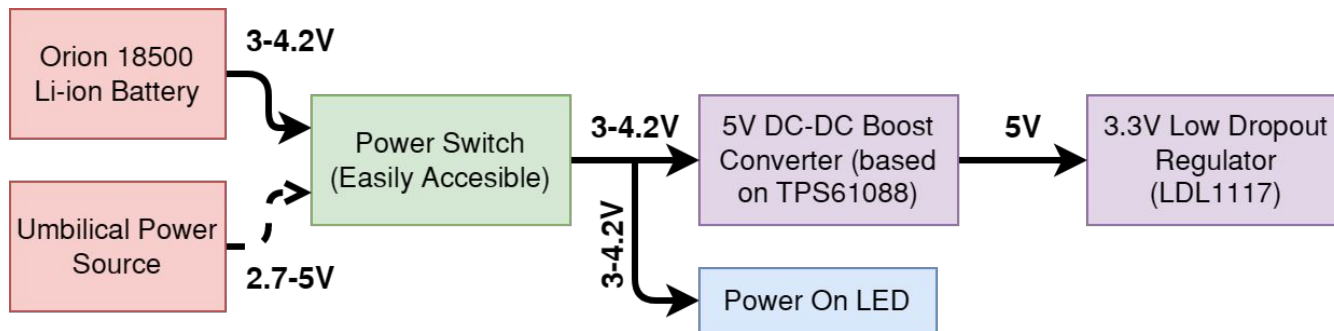 Orion 18500
Li-ion Battery
3-4.2V
Umbilical Power
Source
2.7-5V
Power Switch
(Easily Accesible)
3-4.2V
3-4.2V
5V DC-DC Boost
Converter (based
on TPS61088)
5V
3.3V Low Dropout
Regulator
(LDL1117)
Power On LED